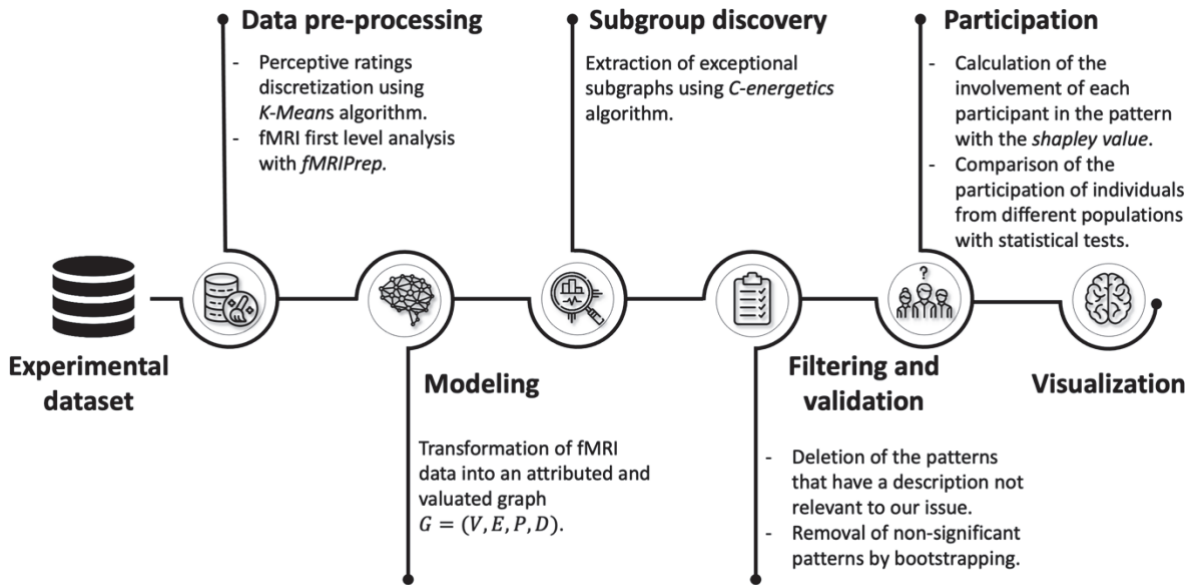 Data pre-processing
- Perceptive ratings
discretization using
K-Means algorithm.
- fMRI first level analysis
with fMRIPrep.
Subgroup discovery
Extraction of exceptional
subgraphs using C-energetics
algorithm.
Participation
- Calculation of the
involvement of each
participant in the pattern
with the shapley value.
- Comparison of the
participation of individuals
from different populations
with statistical tests.
?
Experimental
dataset
Modeling
Transformation of fMRI
data into an attributed and
valuated graph
G = (V, E, P, D).
Filtering and
validation
- Deletion of the patterns
that have a description not
relevant to our issue.
- Removal of non-significant
patterns by bootstrapping.
Visualization